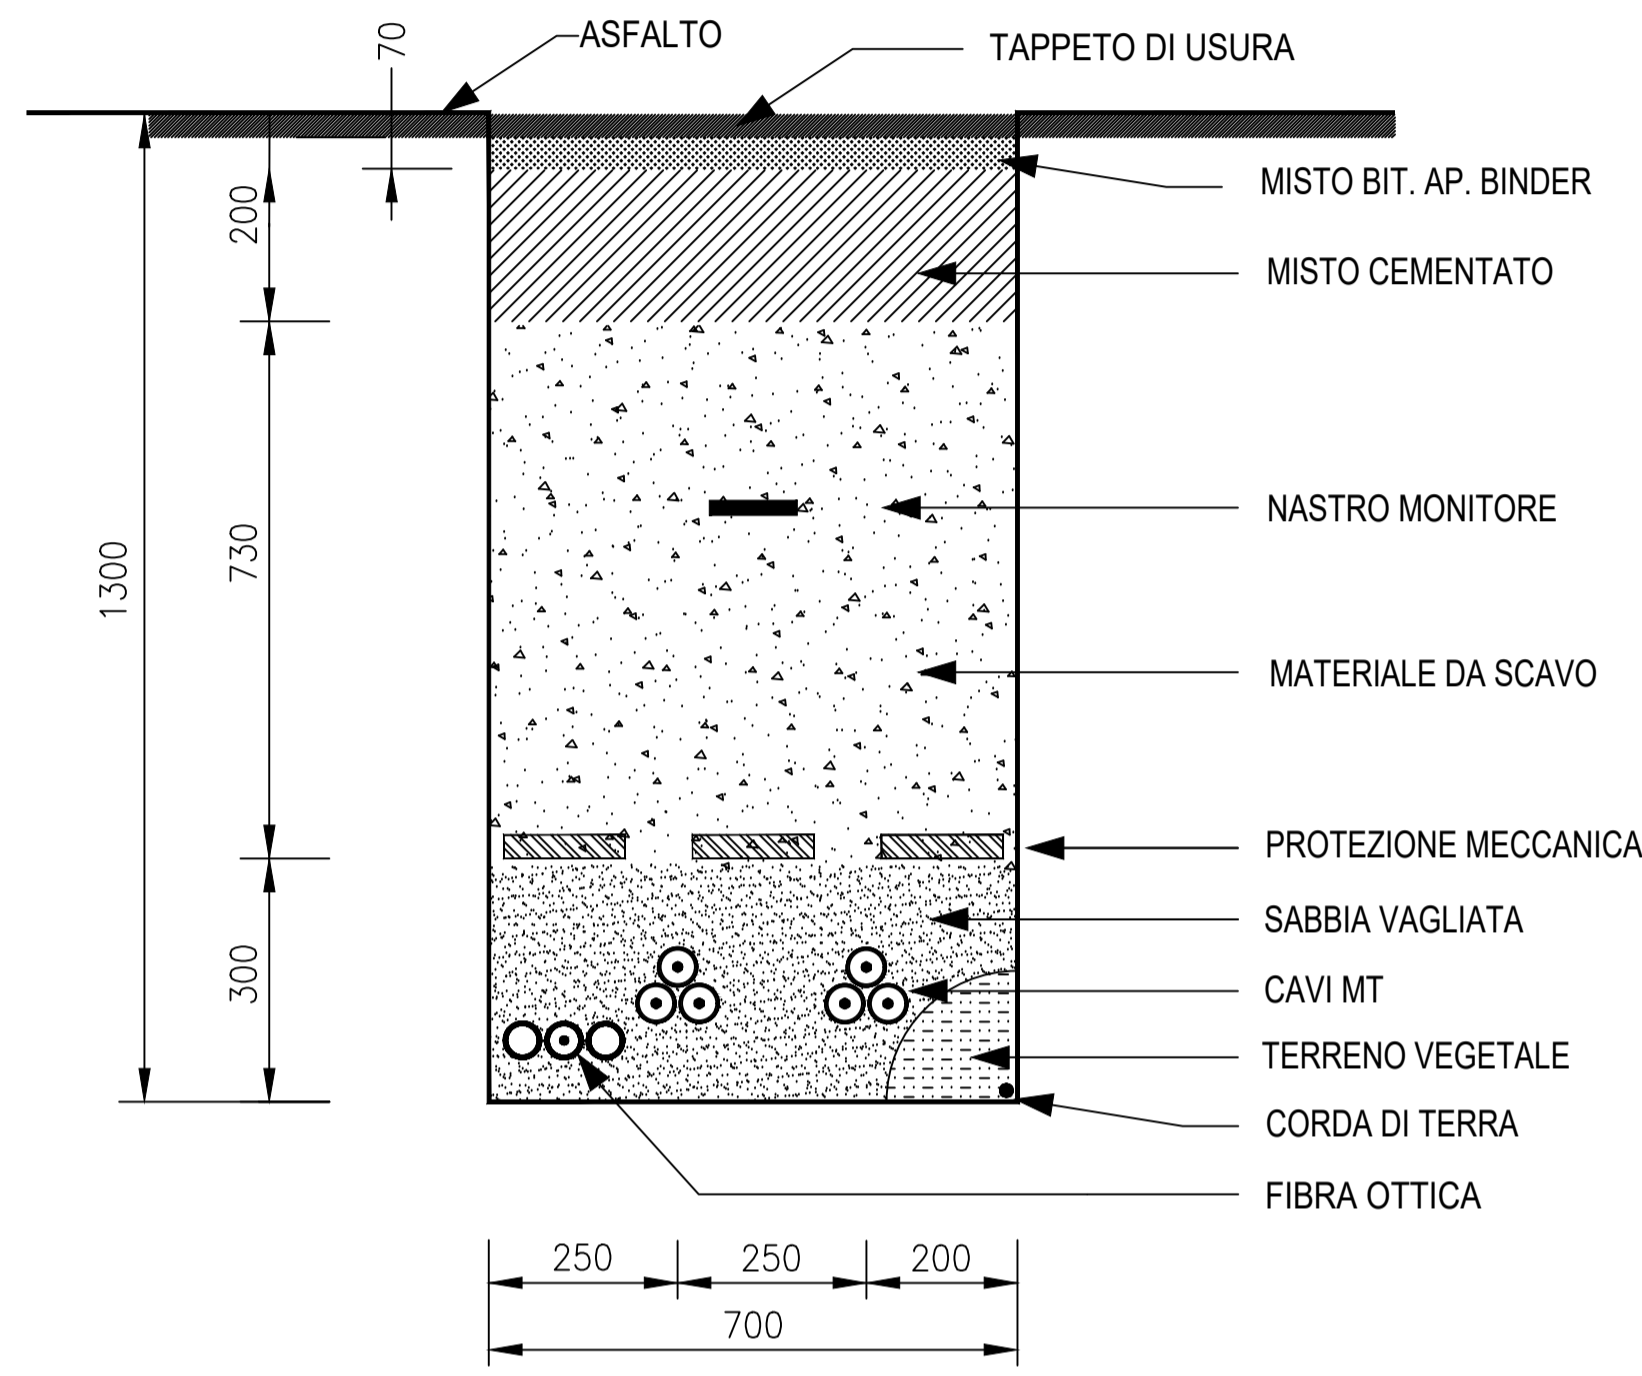 70
ASFALTO
TAPPETO DI USURA
MISTO BIT. AP. BINDER
200
MISTO CEMENTATO
NASTRO MONITORE
730
1300
MATERIALE DA SCAVO
PROTEZIONE MECCANICA
SABBIA VAGLIATA
300
CAVI MT
TERRENO VEGETALE
CORDA DI TERRA
FIBRA OTTICA
250 250 200
700